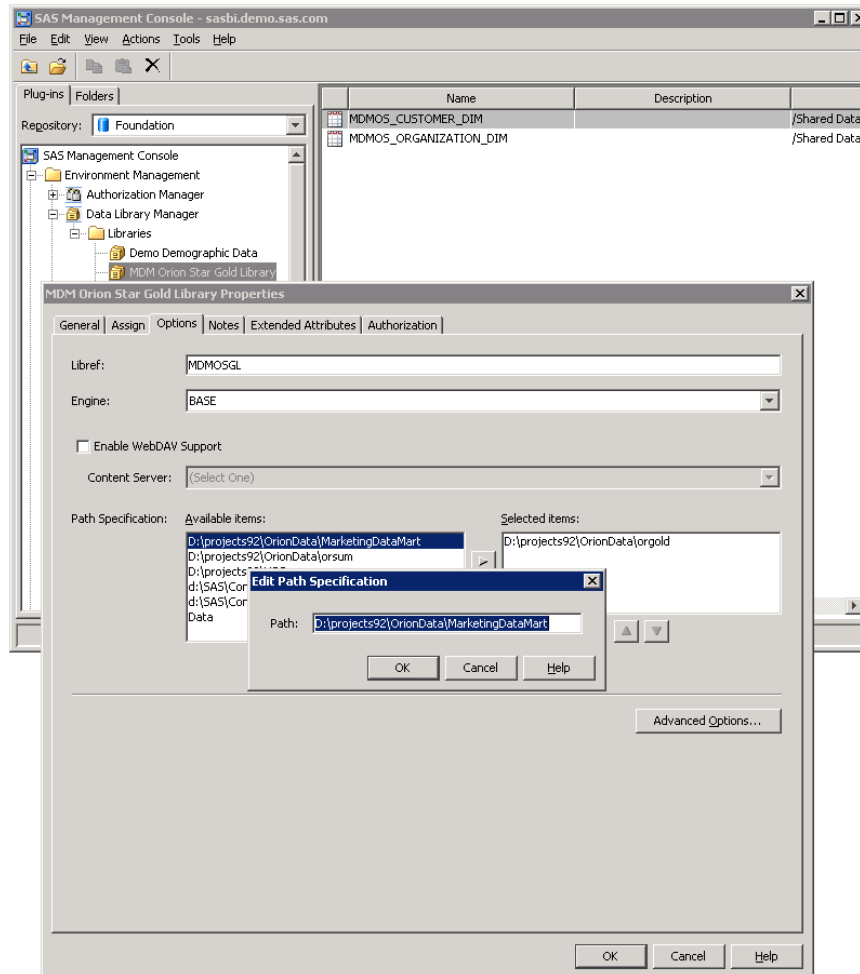 SAS Management Console - sasbi.demo.sas.com
File Edit View Actions Tools Help
Plug-ins Folders
Repository: Foundation
SAS Management Console
Environment Management
Authorization Manager
Data Library Manager
Libraries
Demo Demographic Data
MDM Orion Star Gold Library
Name Description
MDMOS_CUSTOMER_DIM /Shared Data
MDMOS_ORGANIZATION_DIM /Shared Data
MDM Orion Star Gold Library Properties
General Assign Options Notes Extended Attributes Authorization
Libref: MDMOSGL
Engine: BASE
Enable WebDAV Support
Content Server: (Select One)
Path Specification: Available items: Selected items:
D:\projects92\OrionData\MarketingDataMart D:\projects92\OrionData\orgold
D:\projects92\OrionData\orsum
D:\projects
d:\SAS\Con
d:\SAS\Cor
Data
Edit Path Specification
Path: D:\projects92\OrionData\MarketingDataMart
OK Cancel Help
Advanced Options...
OK Cancel Help